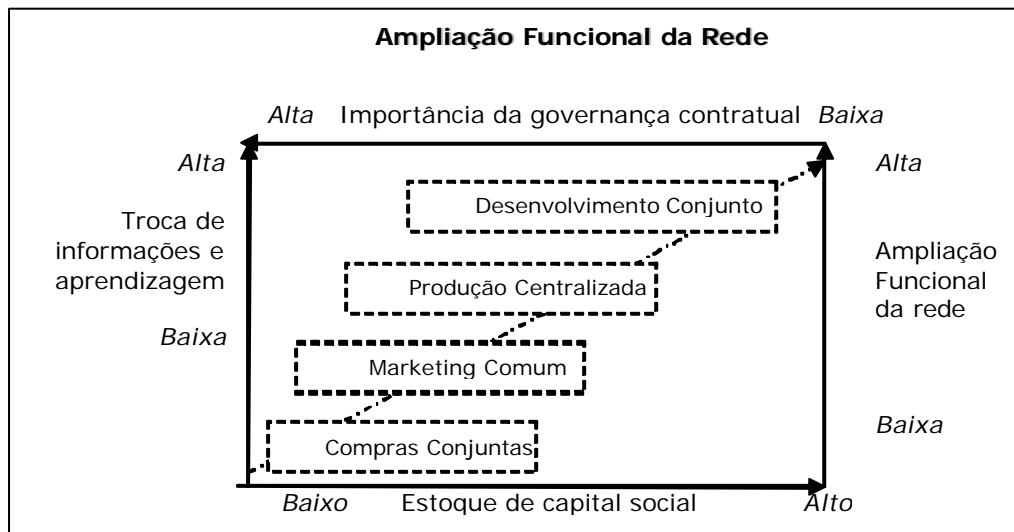 Ampliação Funcional da Rede
Alta Importância da governança contratual Baixa
Alta
Alta
Desenvolvimento Conjunto
Troca de
informações e
aprendizagem
Ampliação
Funcional
da rede
Produção Centralizada
Baixa
Marketing Comum
Baixa
Compras Conjuntas
Baixo Estoque de capital social Alto